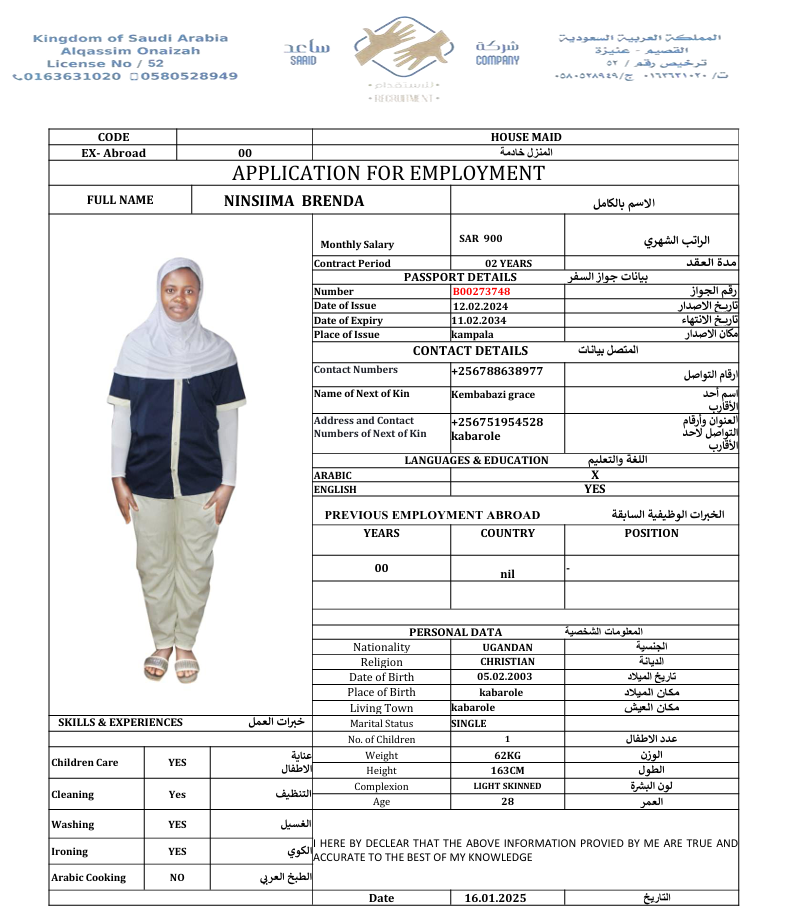 Kingdom of Saudi Arabia
Alqassim Onaizah
License No / 52
0163631020 0580528949
ساعد
SAAID
للاستقدام
- RECRUITMENT -
شركة
COMPANY
المملكة العربية السعودية
القصيم - عنيزة
ترخيص رقم / ٥٢
ت/ ٠١٦٣٦٣١٠٢٠ ج/٠٥٨٠٥٢٨٩٤٩
CODE HOUSE MAID
EX- Abroad 00 المنزل خادمة
APPLICATION FOR EMPLOYMENT
FULL NAME NINSIIMA BRENDA الاسم بالكامل
Monthly Salary SAR 900 الراتب الشهري
Contract Period 02 YEARS مدة العقد
PASSPORT DETAILS بيانات جواز السفر
Number B00273748 رقم الجواز
Date of Issue 12.02.2024 تاريخ الاصدار
Date of Expiry 11.02.2034 تاريخ الانتهاء
Place of Issue kampala مكان الاصدار
CONTACT DETAILS المتصل بيانات
Contact Numbers +256788638977 ارقام التواصل
Name of Next of Kin Kembabazi grace اسم أحد الأقارب
Address and Contact Numbers of Next of Kin +256751954528 kabarole العنوان وأرقام التواصل لاحد الأقارب
LANGUAGES & EDUCATION اللغة والتعليم
ARABIC X
ENGLISH YES
PREVIOUS EMPLOYMENT ABROAD الخبرات الوظيفية السابقة
YEARS COUNTRY POSITION
00 nil -
PERSONAL DATA المعلومات الشخصية
Nationality UGANDAN الجنسية
Religion CHRISTIAN الديانة
Date of Birth 05.02.2003 تاريخ الميلاد
Place of Birth kabarole مكان الميلاد
Living Town kabarole مكان العيش
Marital Status SINGLE
No. of Children 1 عدد الاطفال
Weight 62KG الوزن
Height 163CM الطول
Complexion LIGHT SKINNED لون البشرة
Age 28 العمر
SKILLS & EXPERIENCES خبرات العمل
Children Care YES عناية الاطفال
Cleaning Yes التنظيف
Washing YES الغسيل
Ironing YES الكوي
Arabic Cooking NO الطبخ العربي
I HERE BY DECLEAR THAT THE ABOVE INFORMATION PROVIED BY ME ARE TRUE AND
ACCURATE TO THE BEST OF MY KNOWLEDGE
Date 16.01.2025 التاريخ